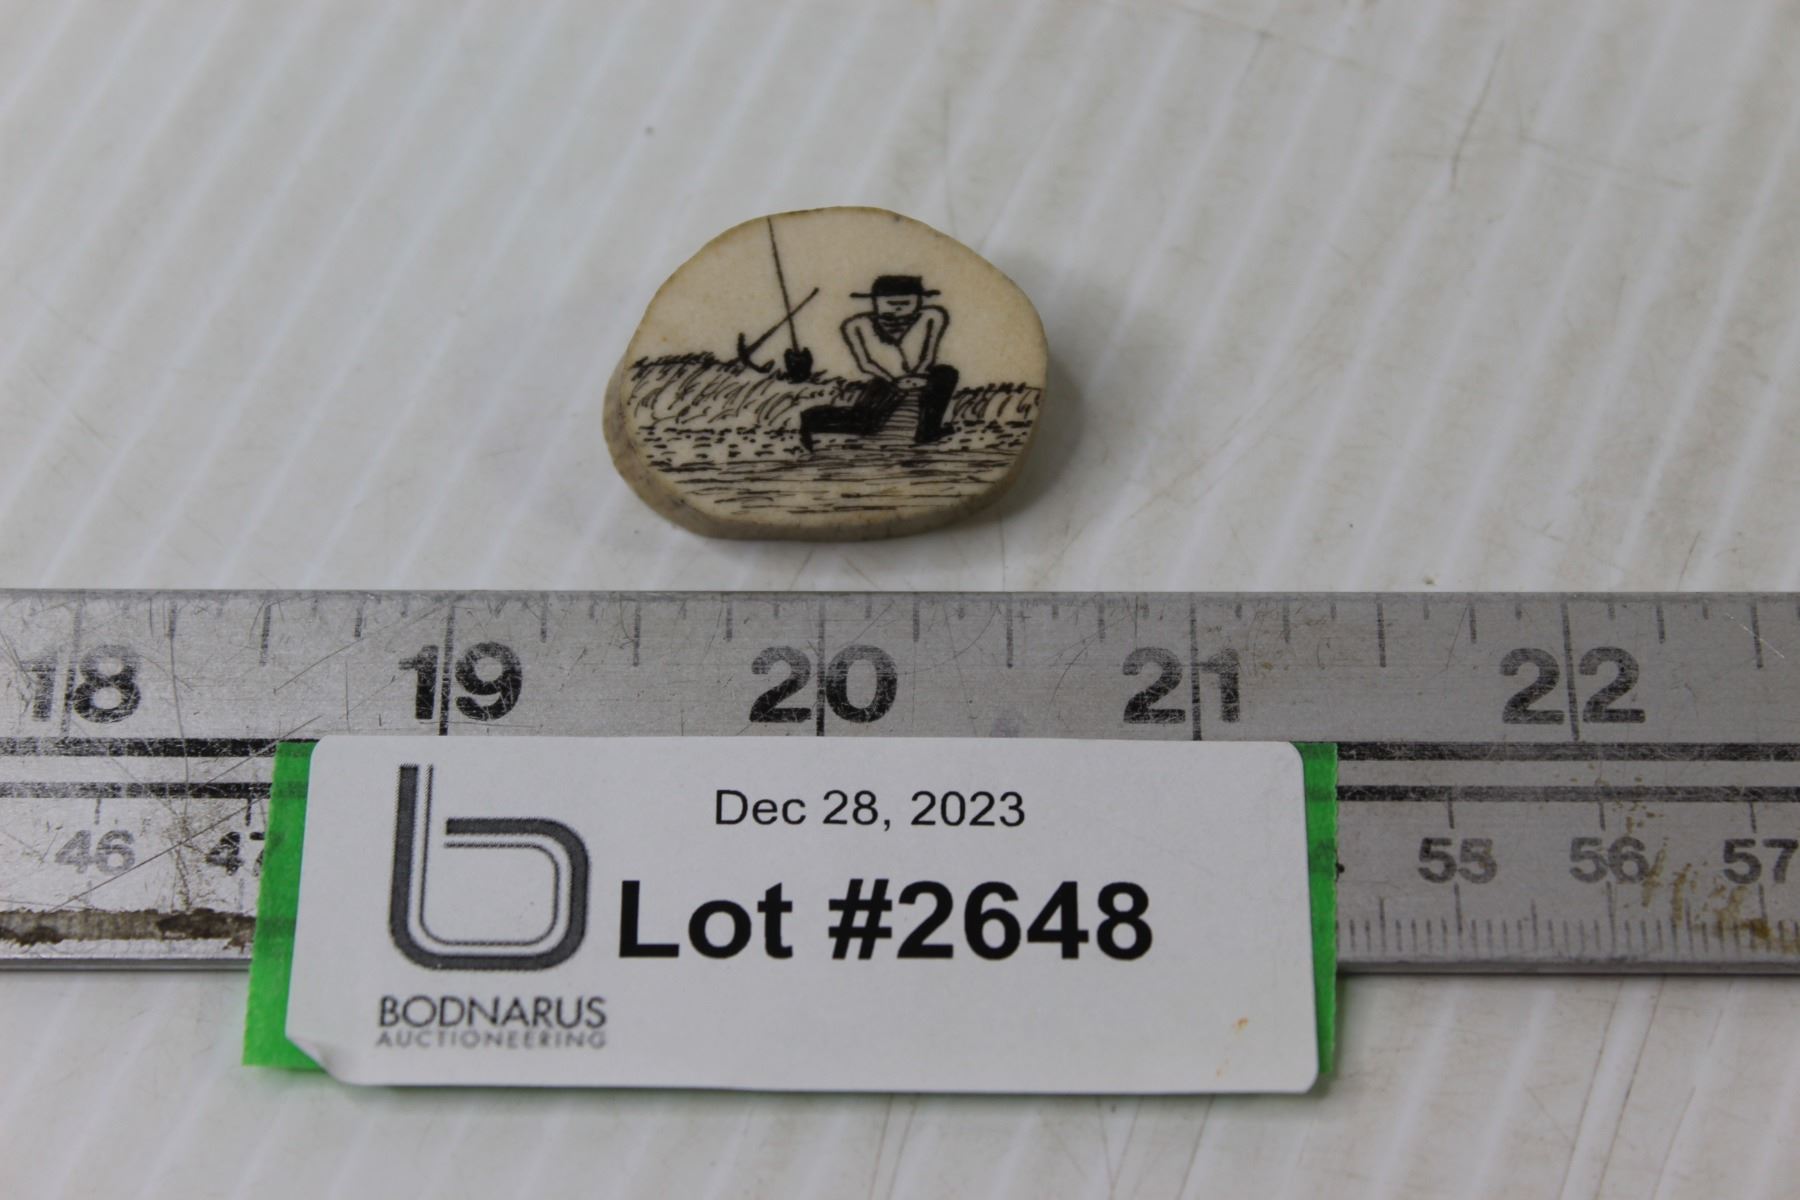 18 19 20 21 22
46 47 55 56 57
Dec 28, 2023
Lot #2648
BODNARUS
AUCTIONEERING